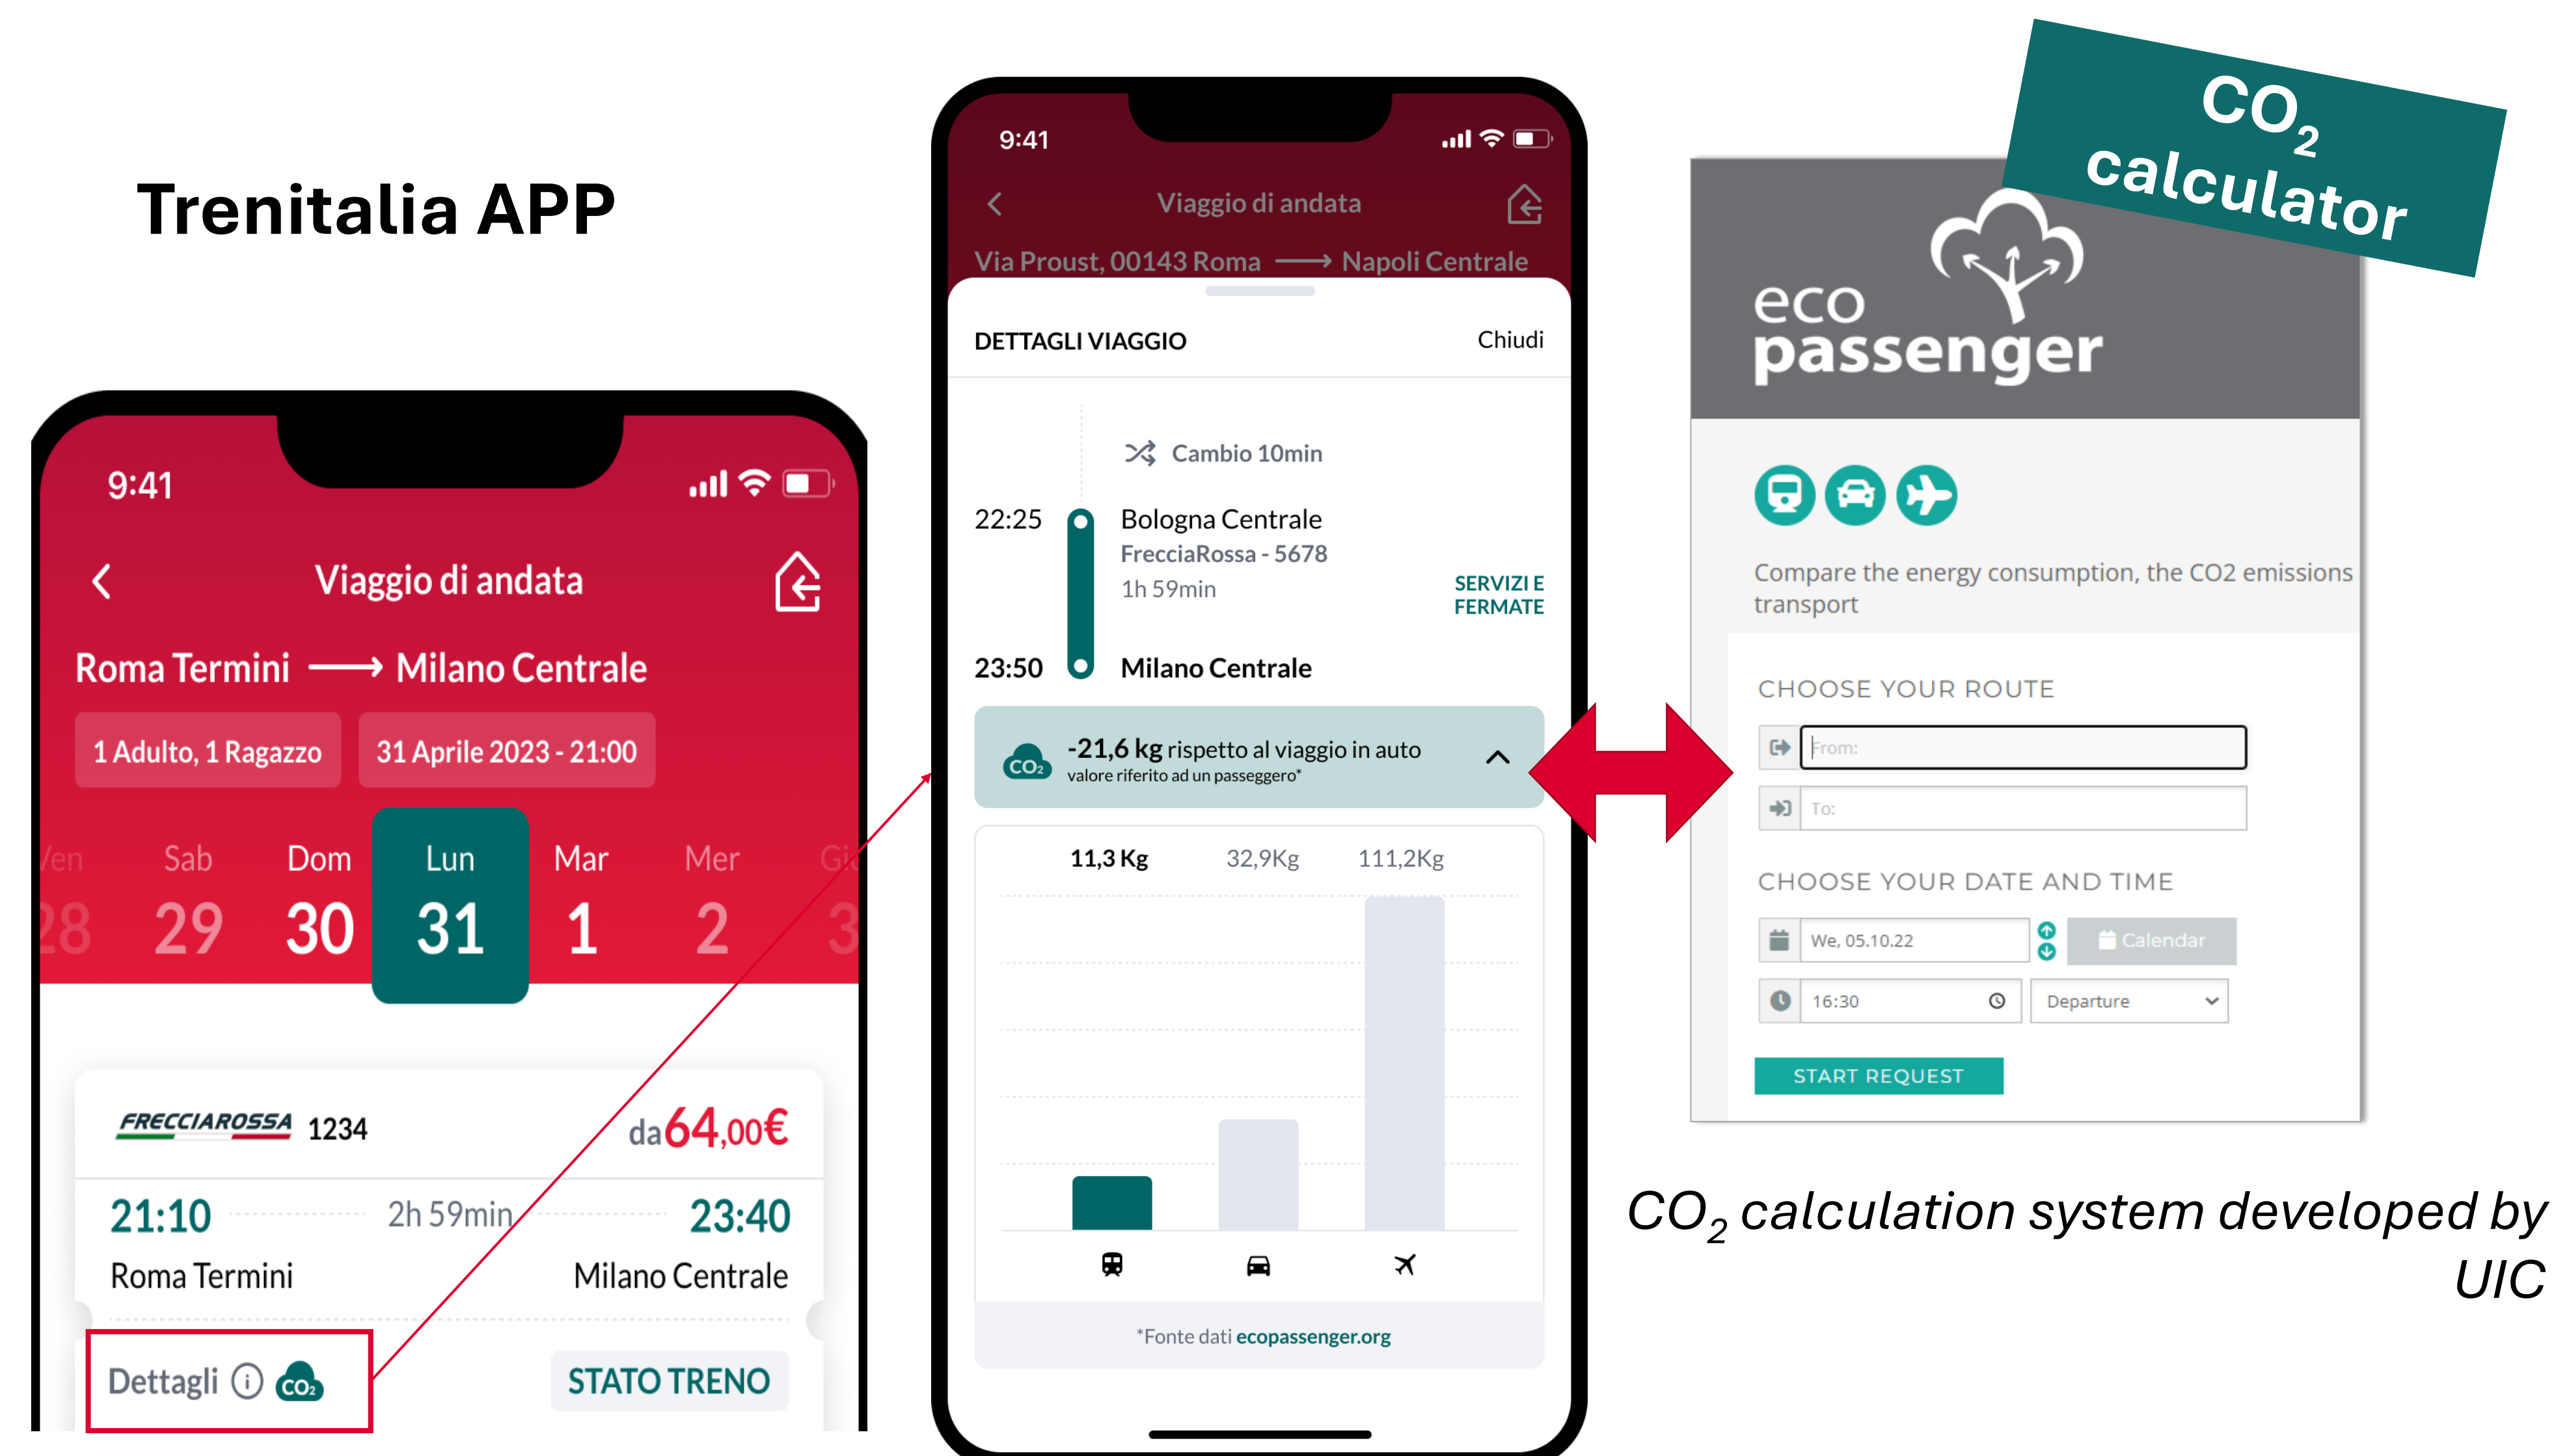 Trenitalia APP
9:41
Viaggio di andata
Roma Termini → Milano Centrale
1 Adulto, 1 Ragazzo
31 Aprile 2023 - 21:00
Ven Sab Dom Lun Mar Mer Gio
28 29 30 31 1 2 3
FRECCIAROSSA 1234
da 64,00€
21:10 2h 59min 23:40
Roma Termini Milano Centrale
Dettagli i CO2
STATO TRENO
9:41
Viaggio di andata
Via Proust, 00143 Roma → Napoli Centrale
DETTAGLI VIAGGIO
Chiudi
Cambio 10min
22:25 Bologna Centrale
FrecciaRossa - 5678
1h 59min
SERVIZI E
FERMATE
23:50 Milano Centrale
CO2
-21,6 kg rispetto al viaggio in auto
valore riferito ad un passeggero*
11,3 Kg 32,9Kg 111,2Kg
*Fonte dati ecopassenger.org
CO2
calculator
eco
passenger
Compare the energy consumption, the CO2 emissions
transport
CHOOSE YOUR ROUTE
From:
To:
CHOOSE YOUR DATE AND TIME
We, 05.10.22
Calendar
16:30
Departure
START REQUEST
CO2 calculation system developed by
UIC